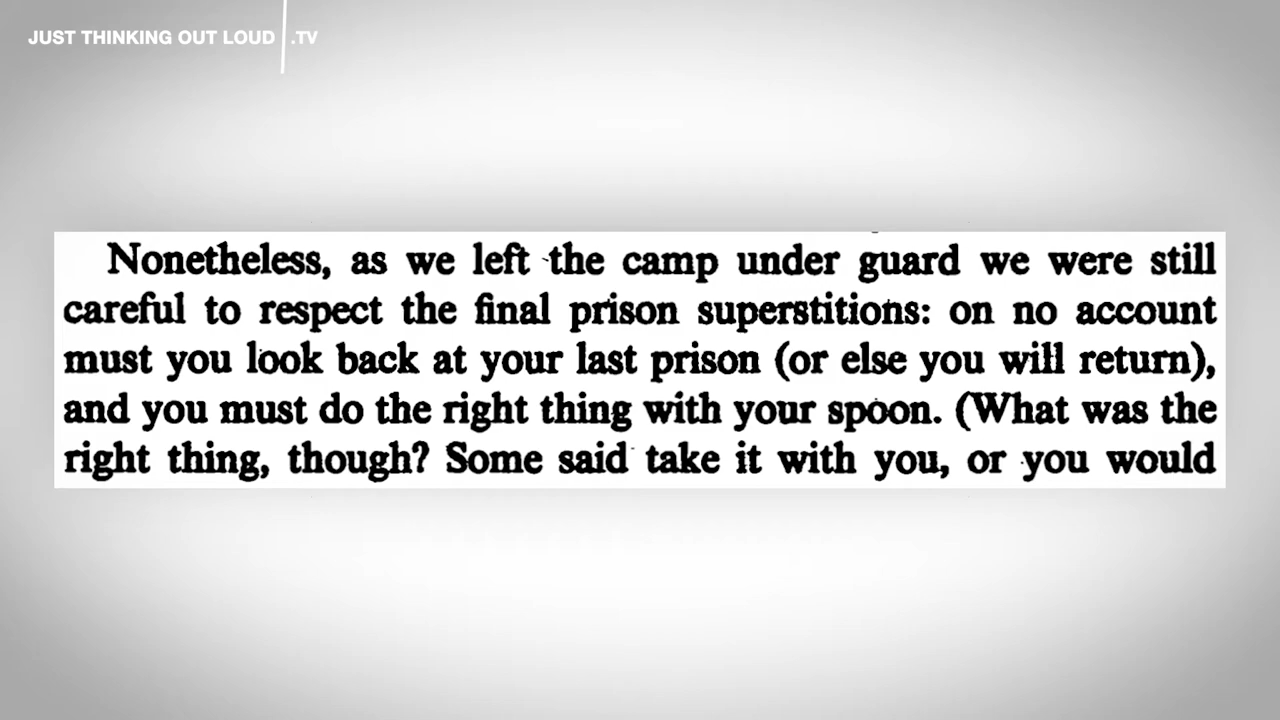 JUST THINKING OUT LOUD .TV
Nonetheless, as we left the camp under guard we were still
careful to respect the final prison superstitions: on no account
must you look back at your last prison (or else you will return),
and you must do the right thing with your spoon. (What was the
right thing, though? Some said take it with you, or you would